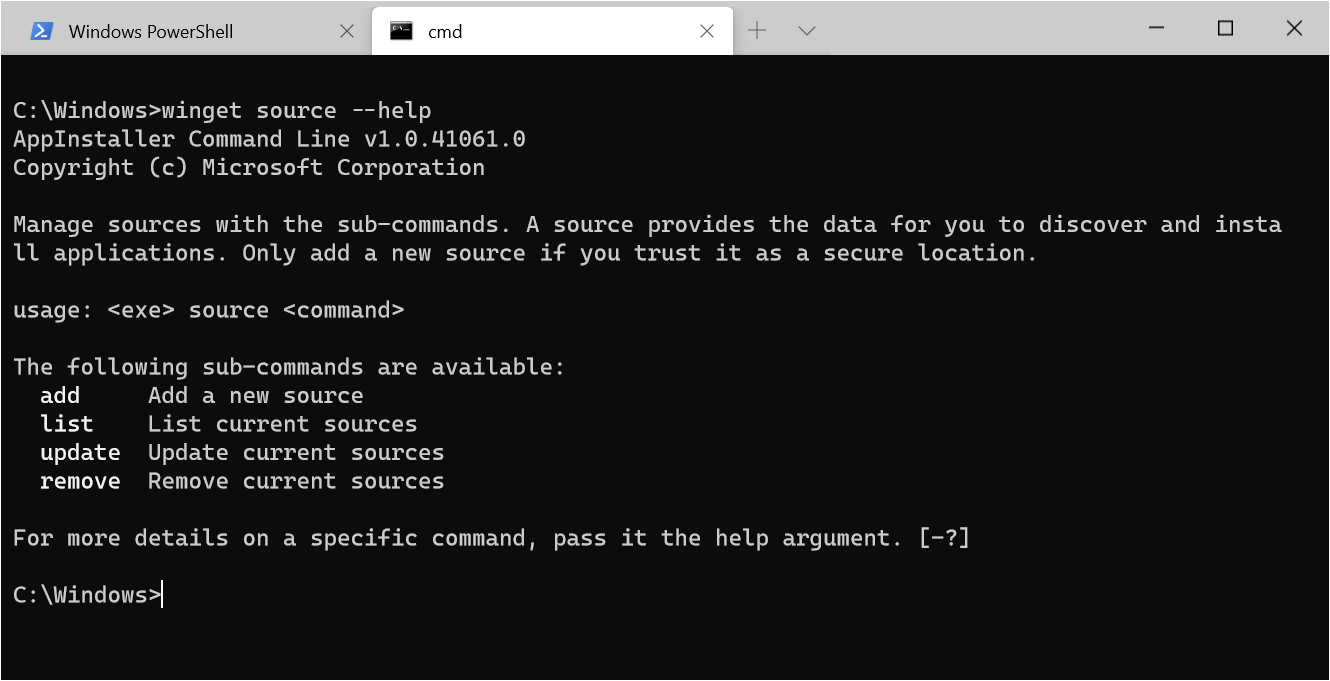 Windows PowerShell
cmd
C:\Windows>winget source --help
AppInstaller Command Line v1.0.41061.0
Copyright (c) Microsoft Corporation
Manage sources with the sub-commands. A source provides the data for you to discover and insta
ll applications. Only add a new source if you trust it as a secure location.
usage: <exe> source <command>
The following sub-commands are available:
add Add a new source
list List current sources
update Update current sources
remove Remove current sources
For more details on a specific command, pass it the help argument. [-?]
C:\Windows>